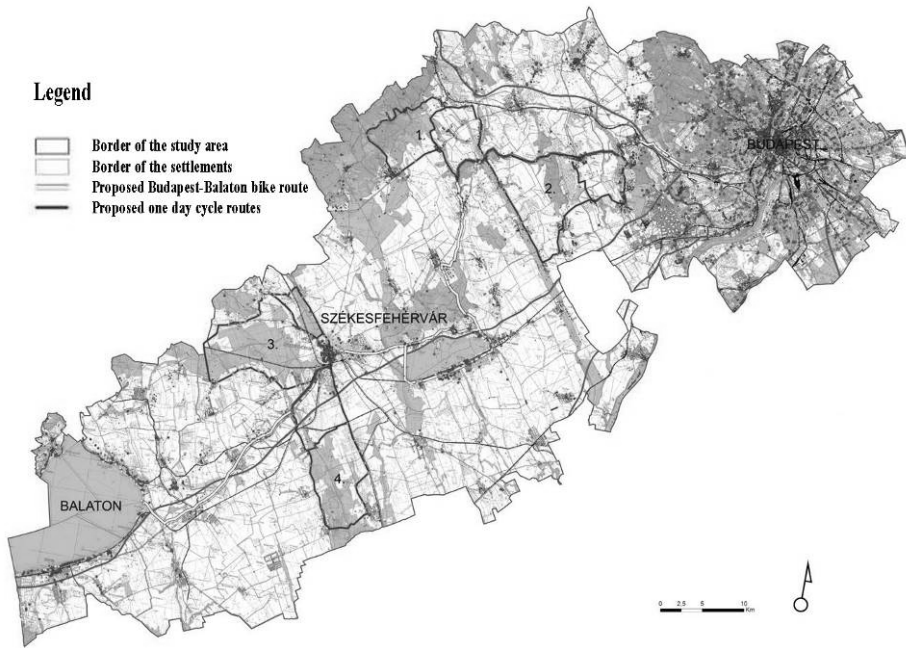 Legend
Border of the study area
Border of the settlements
Proposed Budapest-Balaton bike route
Proposed one day cycle routes
BUDAPEST
1.
2.
SZÉKESFEHÉRVÁR
3.
4.
BALATON
0 2,5 5 10
Km